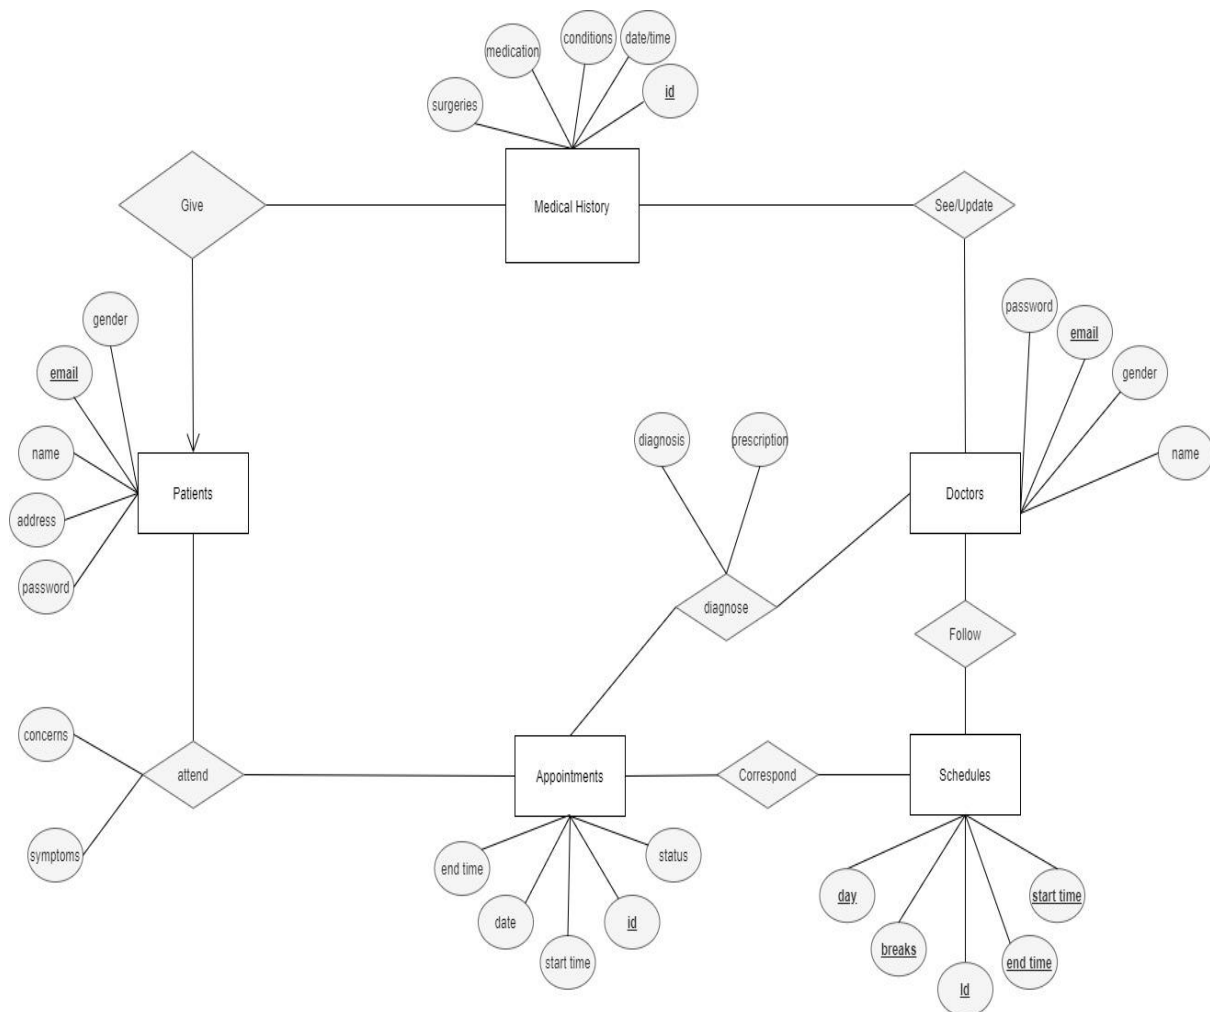 conditions
date/time
medication
id
surgeries
Give
Medical History
See/Update
gender
password
email
email
gender
name
diagnosis
prescription
name
Patients
Doctors
address
password
diagnose
Follow
concerns
attend
Appointments
Correspond
Schedules
symptoms
end time
status
day
start time
date
id
breaks
end time
start time
Id